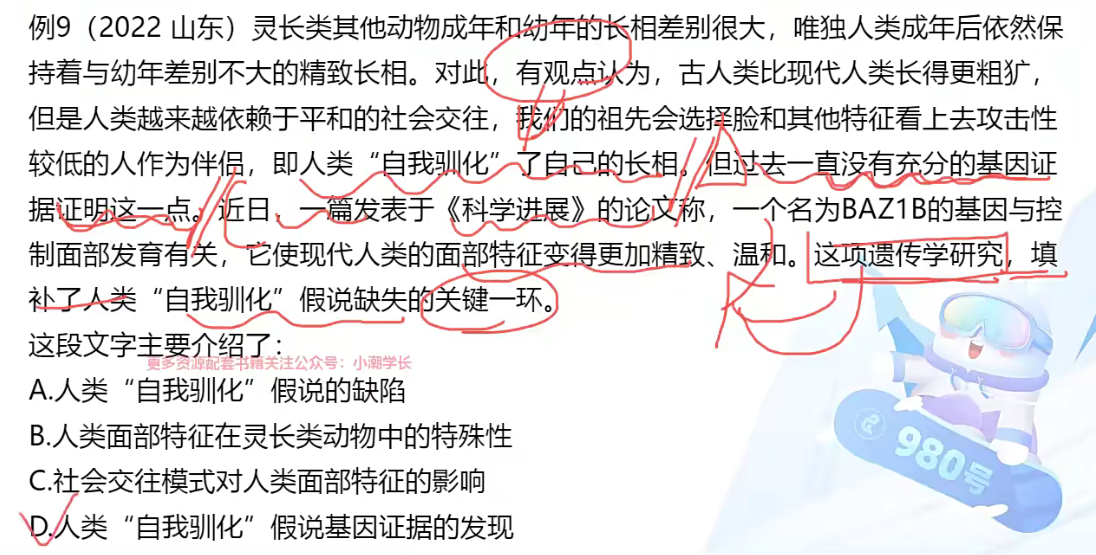 例9（2022 山东）灵长类其他动物成年和幼年的长相差别很大，唯独人类成年后依然保
持着与幼年差别不大的精致长相。对此，有观点认为，古人类比现代人类长得更粗犷，
但是人类越来越依赖于平和的社会交往，我们的祖先会选择脸和其他特征看上去攻击性
较低的人作为伴侣，即人类“自我驯化”了自己的长相。但过去一直没有充分的基因证
据证明这一点。近日，一篇发表于《科学进展》的论文称，一个名为BAZ1B的基因与控
制面部发育有关，它使现代人类的面部特征变得更加精致、温和。这项遗传学研究，填
补了人类“自我驯化”假说缺失的关键一环。
这段文字主要介绍了：
更多资源配套书籍关注公众号：小潮学长
A.人类“自我驯化”假说的缺陷
B.人类面部特征在灵长类动物中的特殊性
C.社会交往模式对人类面部特征的影响
D.人类“自我驯化”假说基因证据的发现
980号